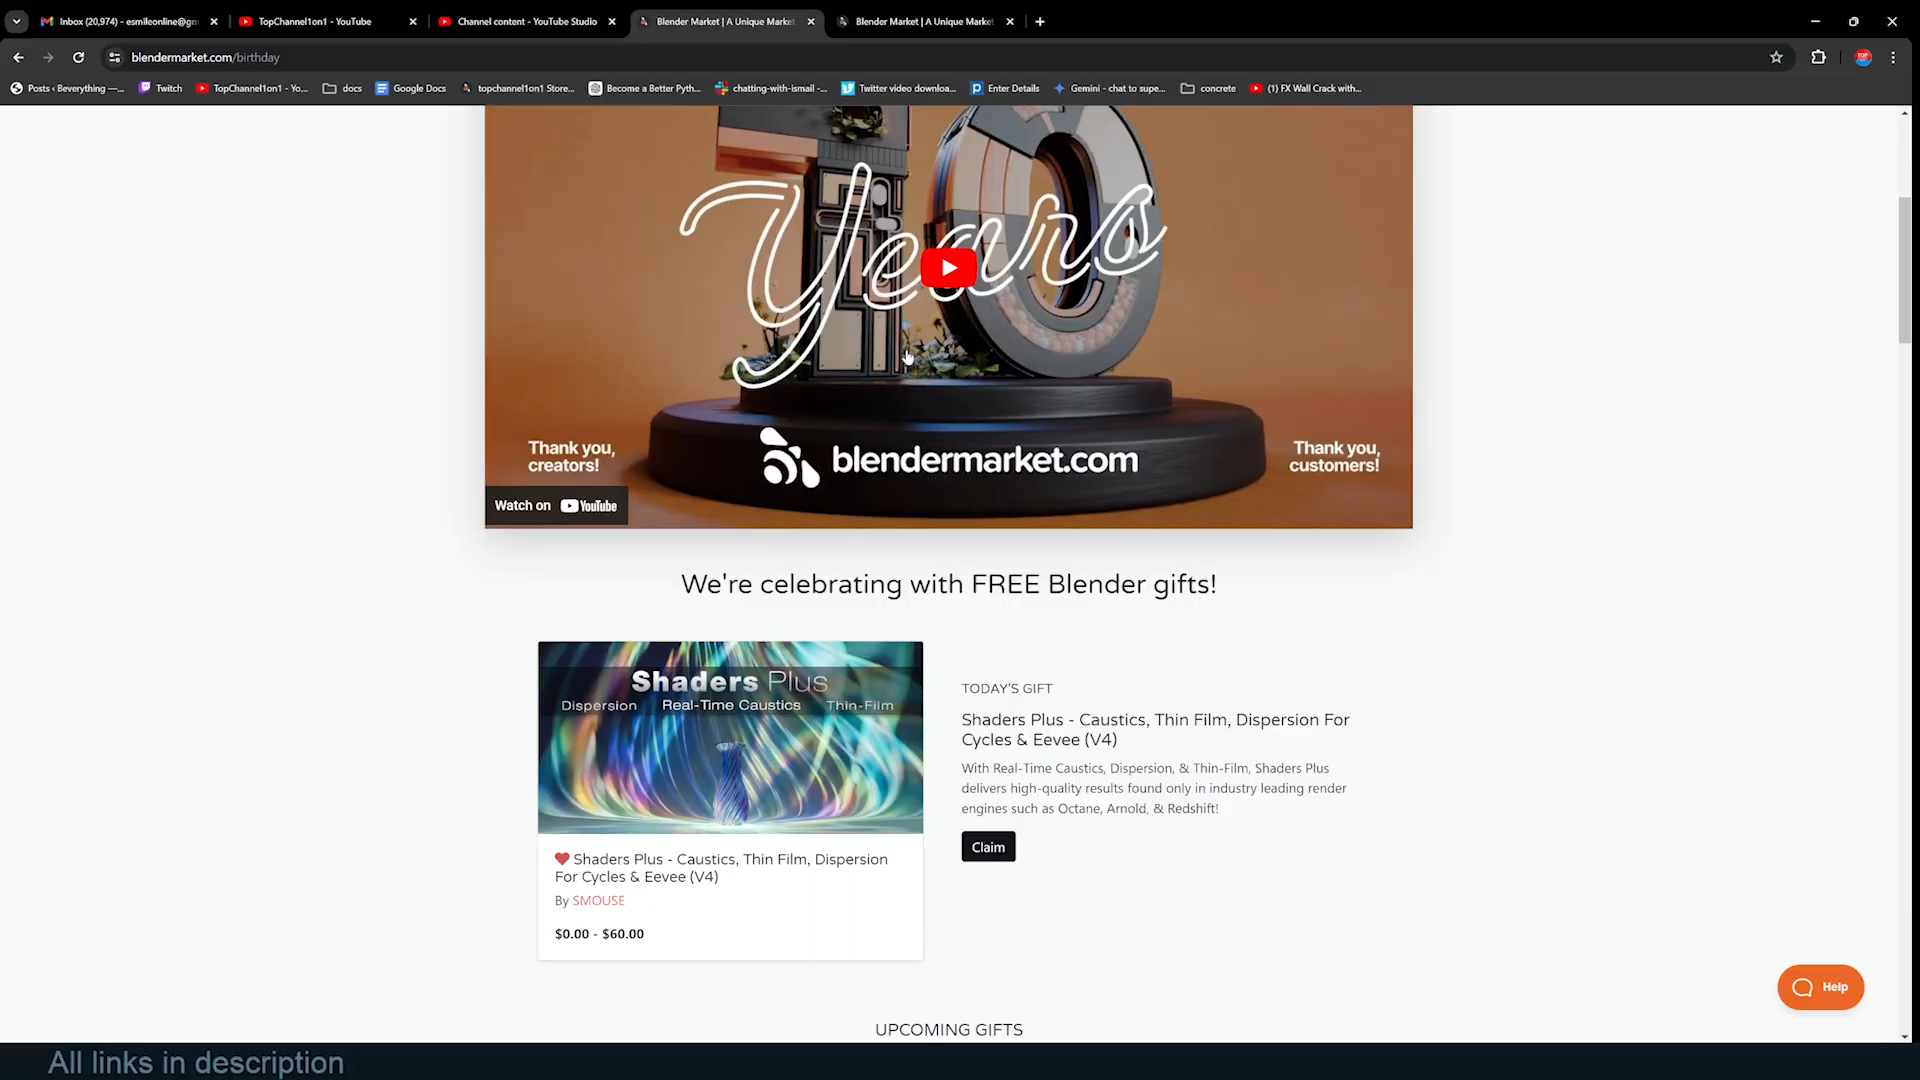 Inbox (20,974) - esmileonline@gm
TopChannel1on1 - YouTube
Channel content - YouTube Studio
Blender Market | A Unique Market
Blender Market | A Unique Market
blendermarket.com/birthday
Posts ‹ Beverything —...
Twitch
TopChannel1on1 - Yo...
docs
Google Docs
topchannel1on1 Store...
Become a Better Pyth...
chatting-with-ismail -...
Twitter video downloa...
Enter Details
Gemini - chat to supe...
concrete
(1) FX Wall Crack with...
10
Years
Thank you,
creators!
blendermarket.com
Thank you,
customers!
Watch on YouTube
We're celebrating with FREE Blender gifts!
Shaders Plus
Dispersion Real-Time Caustics Thin-Film
Shaders Plus - Caustics, Thin Film, Dispersion
For Cycles & Eevee (V4)
By SMOUSE
$0.00 - $60.00
TODAY'S GIFT
Shaders Plus - Caustics, Thin Film, Dispersion For
Cycles & Eevee (V4)
With Real-Time Caustics, Dispersion, & Thin-Film, Shaders Plus
delivers high-quality results found only in industry leading render
engines such as Octane, Arnold, & Redshift!
Claim
Help
UPCOMING GIFTS
All links in description